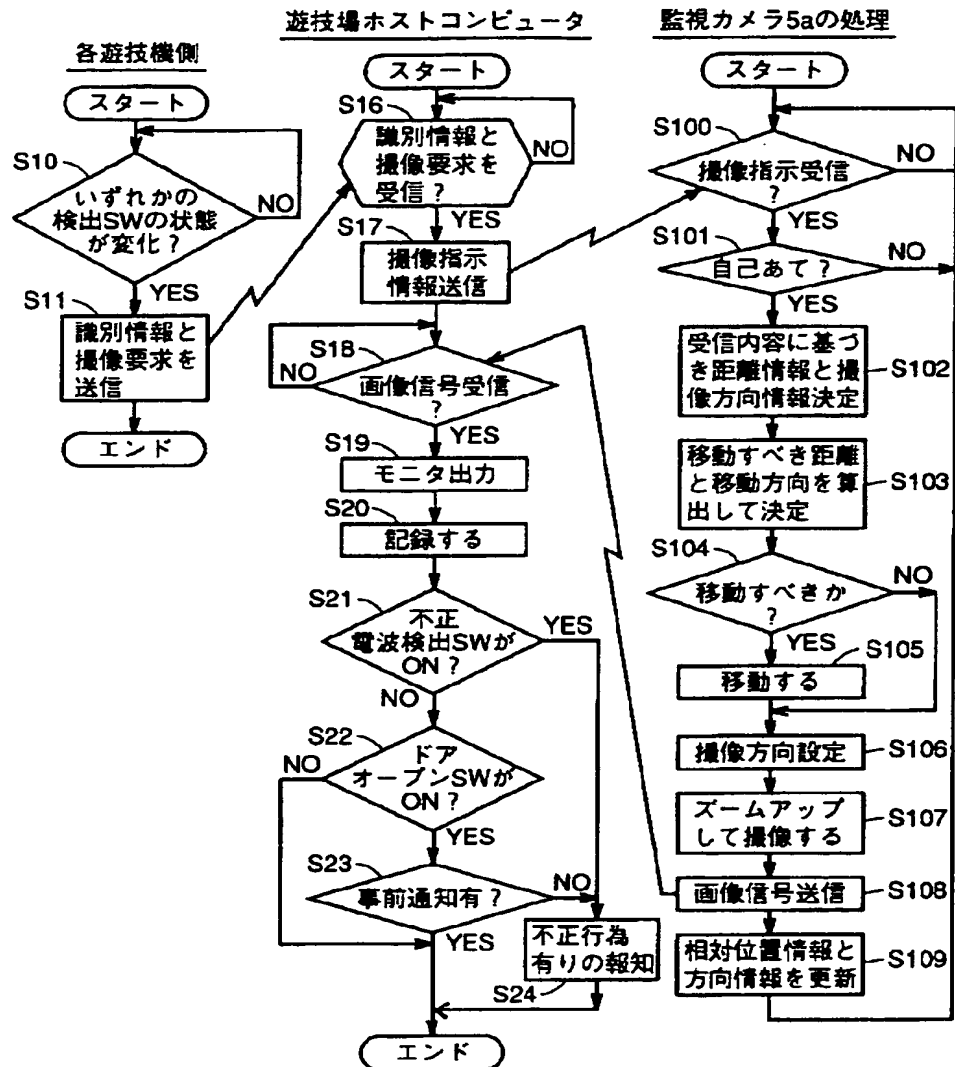 各遊技機側
スタート
S10
いずれかの
検出SWの状態
が変化？
NO
YES
S11
識別情報と
撮像要求を
送信
エンド
遊技場ホストコンピュータ
スタート
S16
識別情報と
撮像要求を
受信？
NO
YES
S17
撮像指示
情報送信
S18
画像信号受信
？
NO
YES
S19
モニタ出力
S20
記録する
S21
不正
電波検出SWが
ON？
YES
NO
S22
ドア
オープンSWが
ON？
NO
YES
S23
事前通知有？
NO
YES
不正行為
有りの報知
S24
エンド
監視カメラ5aの処理
スタート
S100
撮像指示受信
？
NO
YES
S101
自己あて？
NO
YES
受信内容に基づ
き距離情報と撮
像方向情報決定
S102
移動すべき距離
と移動方向を算
出して決定
S103
S104
移動すべきか
？
NO
YES
S105
移動する
撮像方向設定
S106
ズームアップ
して撮像する
S107
画像信号送信
S108
相対位置情報と
方向情報を更新
S109